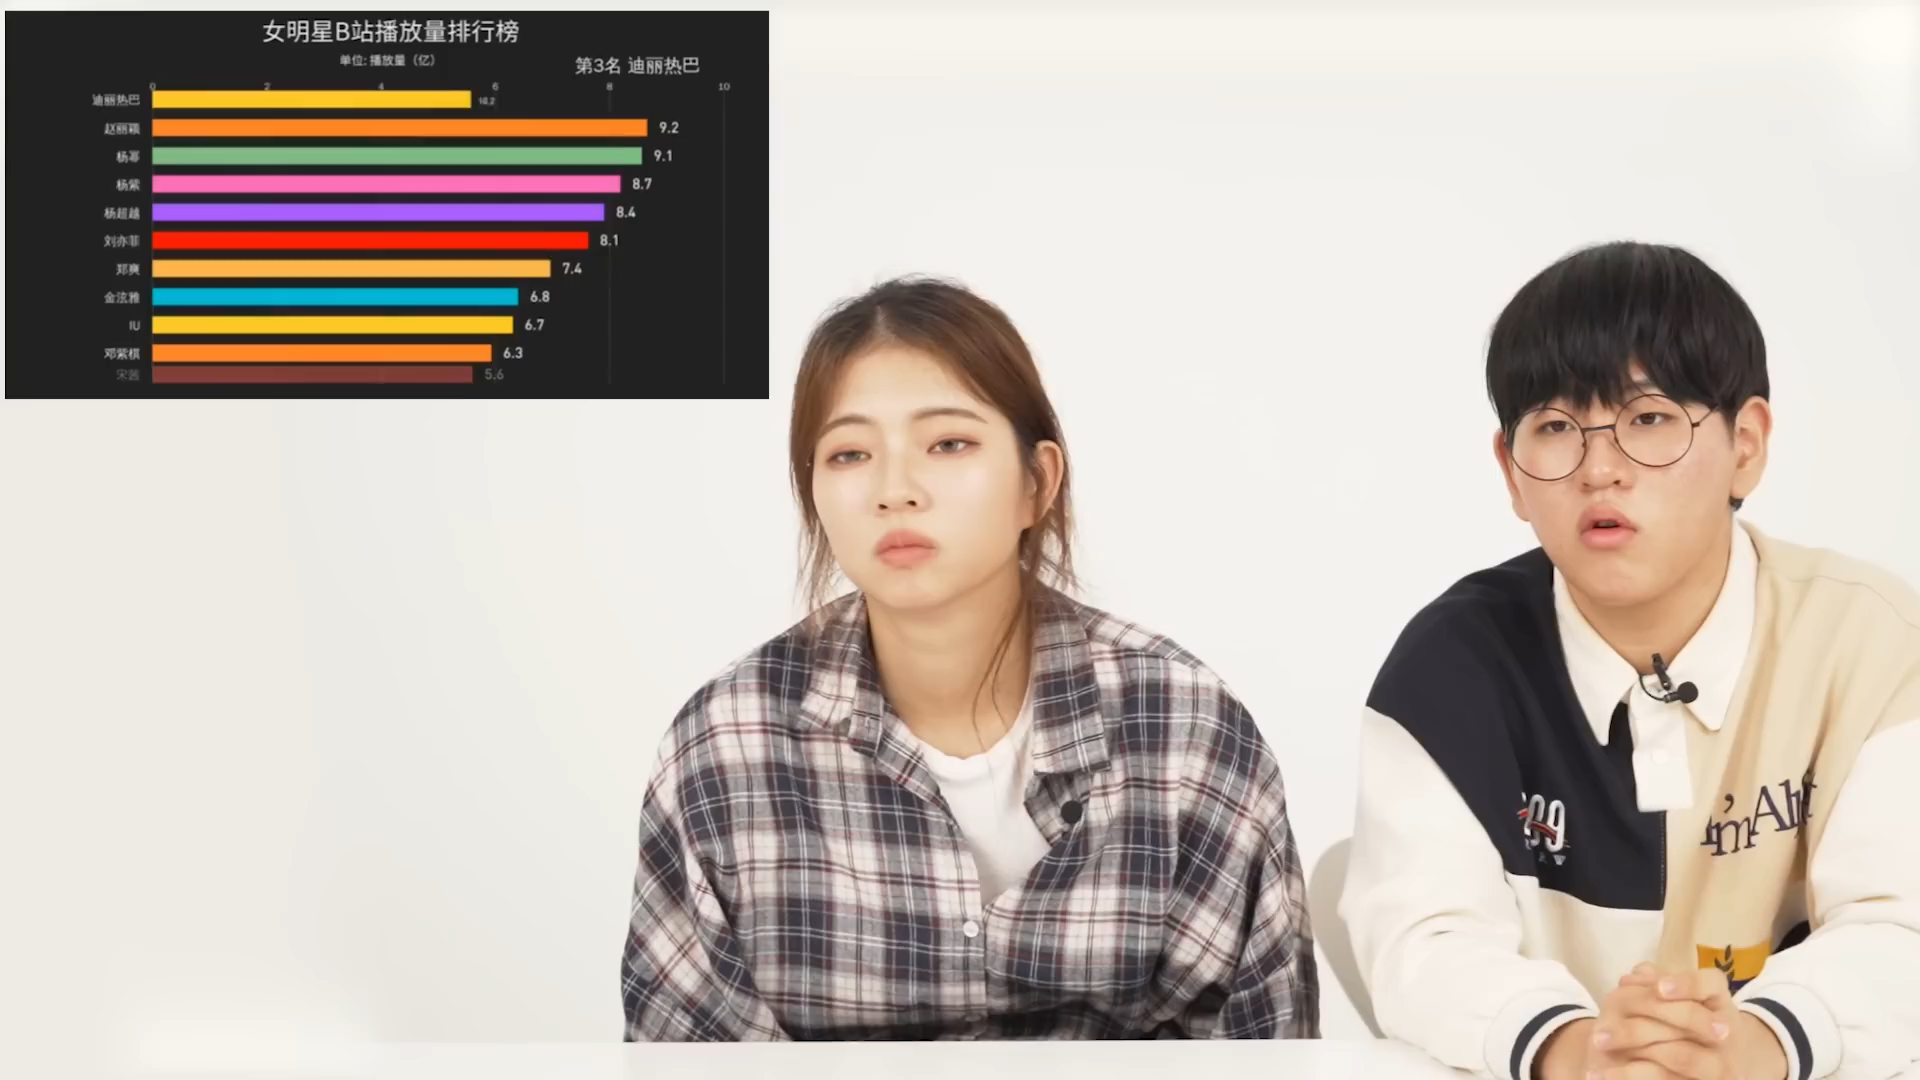 女明星B站播放量排行榜
单位: 播放量（亿）
第3名 迪丽热巴
0 2 4 6 8 10
迪丽热巴 10.2
赵丽颖 9.2
杨幂 9.1
杨紫 8.7
杨超越 8.4
刘亦菲 8.1
郑爽 7.4
金泫雅 6.8
IU 6.7
邓紫棋 6.3
宋茜 5.6
I'm